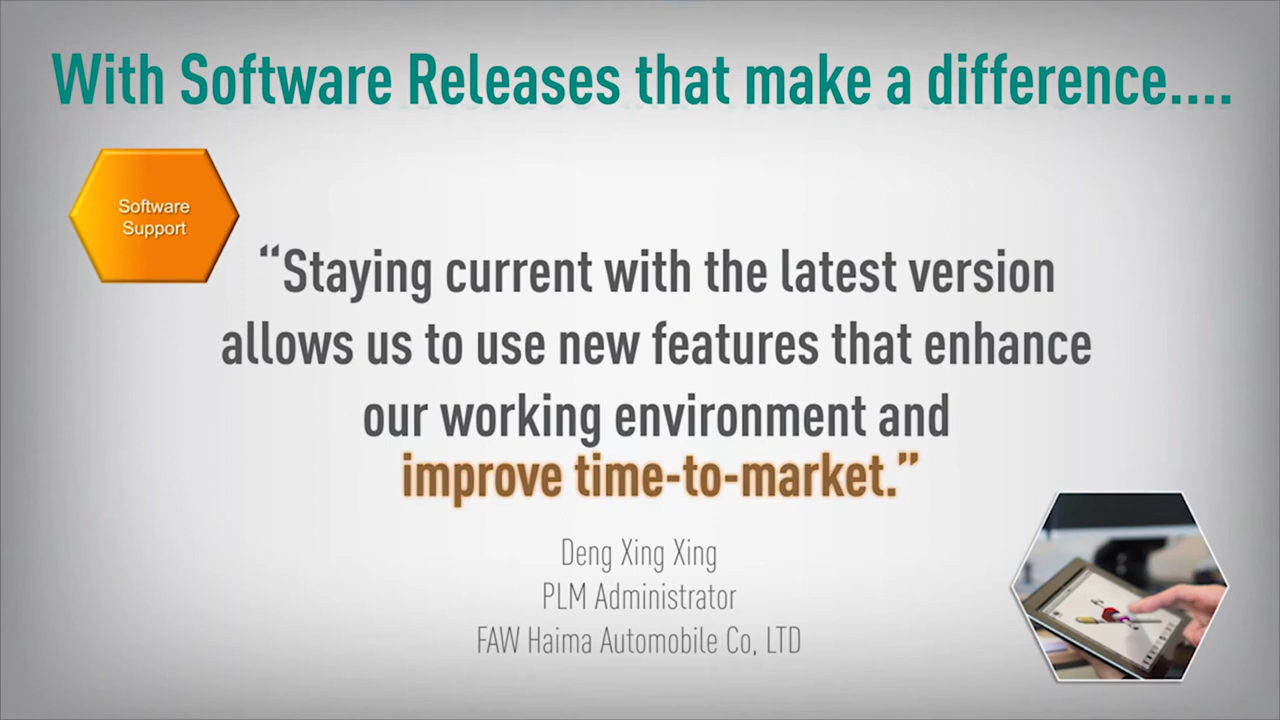 With Software Releases that make a difference....
Software
Support
“Staying current with the latest version
allows us to use new features that enhance
our working environment and
improve time-to-market.”
Deng Xing Xing
PLM Administrator
FAW Haima Automobile Co, LTD